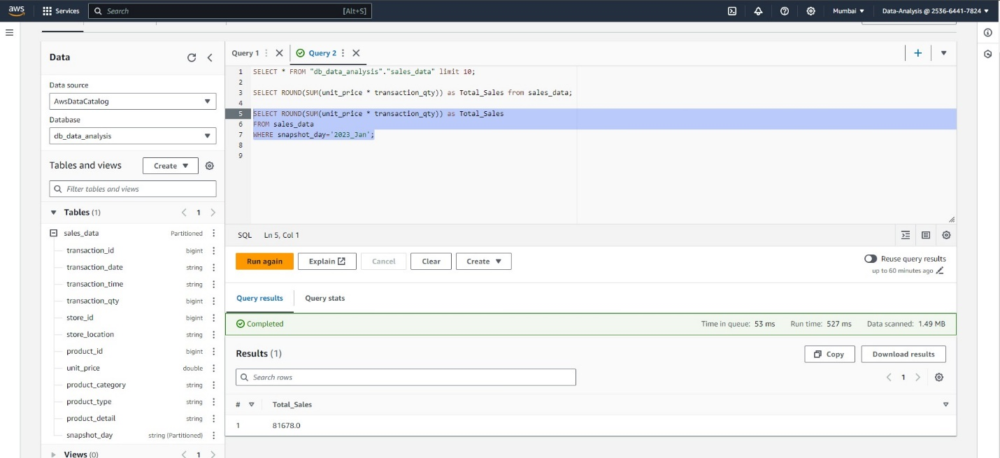 aws Services Search [Alt+S] Mumbai Data-Analysis @ 2536-6441-7824
Data
Data source
AwsDataCatalog
Database
db_data_analysis
Tables and views Create
Filter tables and views
Tables (1) 1
sales_data Partitioned
transaction_id bigint
transaction_date string
transaction_time string
transaction_qty bigint
store_id bigint
store_location string
product_id bigint
unit_price double
product_category string
product_type string
product_detail string
snapshot_day string (Partitioned)
Views (0) 1
Query 1 Query 2
1 SELECT * FROM "db_data_analysis"."sales_data" limit 10;
2
3 SELECT ROUND(SUM(unit_price * transaction_qty)) as Total_Sales from sales_data;
4
5 SELECT ROUND(SUM(unit_price * transaction_qty)) as Total_Sales
6 FROM sales_data
7 WHERE snapshot_day='2023_Jan';
8
9
SQL Ln 5, Col 1
Run again Explain Cancel Clear Create Reuse query results
up to 60 minutes ago
Query results Query stats
Completed Time in queue: 53 ms Run time: 527 ms Data scanned: 1.49 MB
Results (1) Copy Download results
Search rows 1
# Total_Sales
1 81678.0